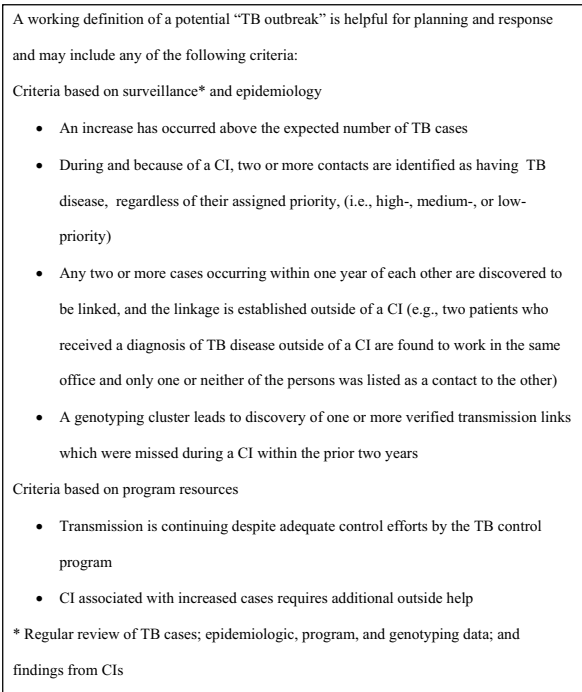 A working definition of a potential “TB outbreak” is helpful for planning and response
and may include any of the following criteria:
Criteria based on surveillance* and epidemiology
• An increase has occurred above the expected number of TB cases
• During and because of a CI, two or more contacts are identified as having TB
disease, regardless of their assigned priority, (i.e., high-, medium-, or low-
priority)
• Any two or more cases occurring within one year of each other are discovered to
be linked, and the linkage is established outside of a CI (e.g., two patients who
received a diagnosis of TB disease outside of a CI are found to work in the same
office and only one or neither of the persons was listed as a contact to the other)
• A genotyping cluster leads to discovery of one or more verified transmission links
which were missed during a CI within the prior two years
Criteria based on program resources
• Transmission is continuing despite adequate control efforts by the TB control
program
• CI associated with increased cases requires additional outside help
* Regular review of TB cases; epidemiologic, program, and genotyping data; and
findings from CIs